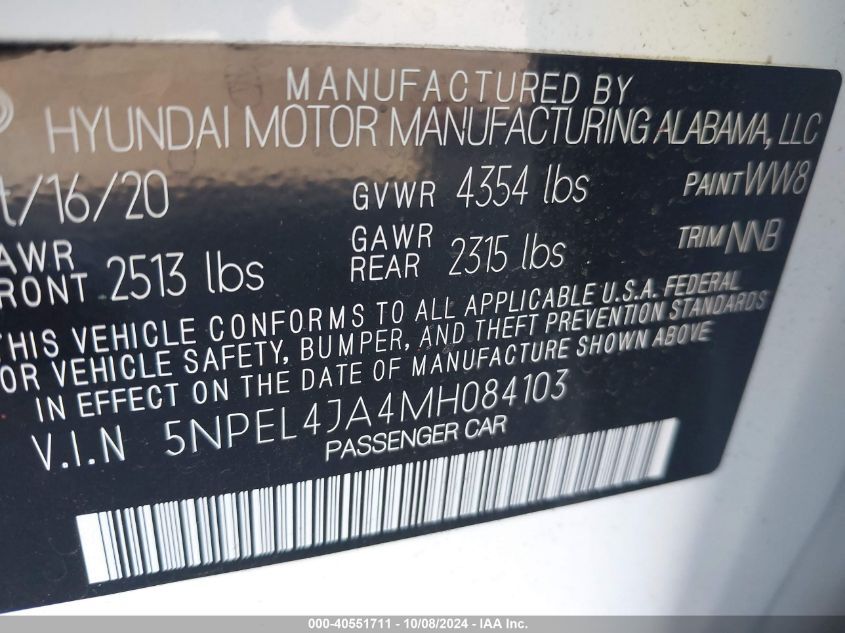 MANUFACTURED BY
HYUNDAI MOTOR MANUFACTURING ALABAMA, LLC
/16/20 GVWR 4354 lbs PAINT WW8
AWR RONT 2513 lbs GAWR REAR 2315 lbs TRIM NNB
THIS VEHICLE CONFORMS TO ALL APPLICABLE U.S.A. FEDERAL
OR VEHICLE SAFETY, BUMPER, AND THEFT PREVENTION STANDARDS
IN EFFECT ON THE DATE OF MANUFACTURE SHOWN ABOVE
V.I.N 5NPEL4JA4MH084103
PASSENGER CAR
000-40551711 - 10/08/2024 - IAA Inc.